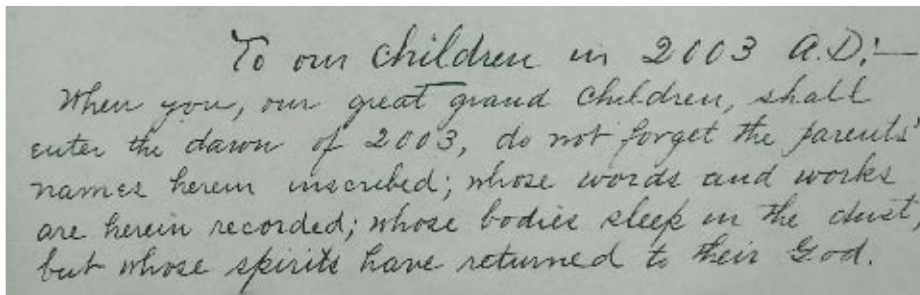 To our children in 2003 A.D:—
When you, our great grand children, shall
enter the dawn of 2003, do not forget the parents'
names herein inscribed; whose words and works
are herein recorded; whose bodies sleep in the dust,
but whose spirits have returned to their God.